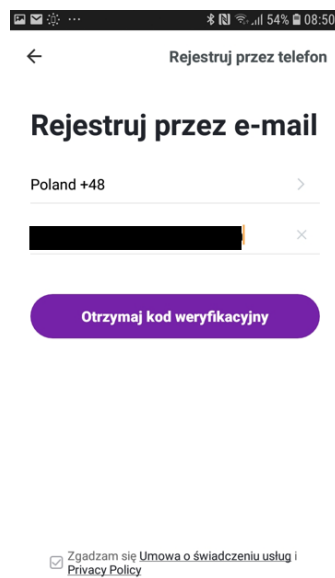 54% 08:50
Rejestruj przez telefon
Rejestruj przez e-mail
Poland +48
Otrzymaj kod weryfikacyjny
Zgadzam się Umowa o świadczeniu usług i
Privacy Policy